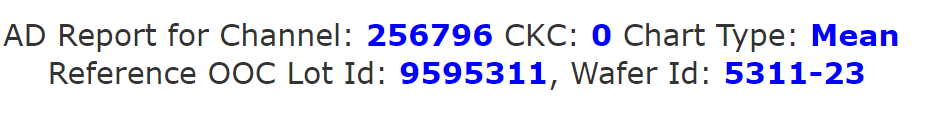 AD Report for Channel: 256796 CKC: 0 Chart Type: Mean
Reference OOC Lot Id: 9595311, Wafer Id: 5311-23